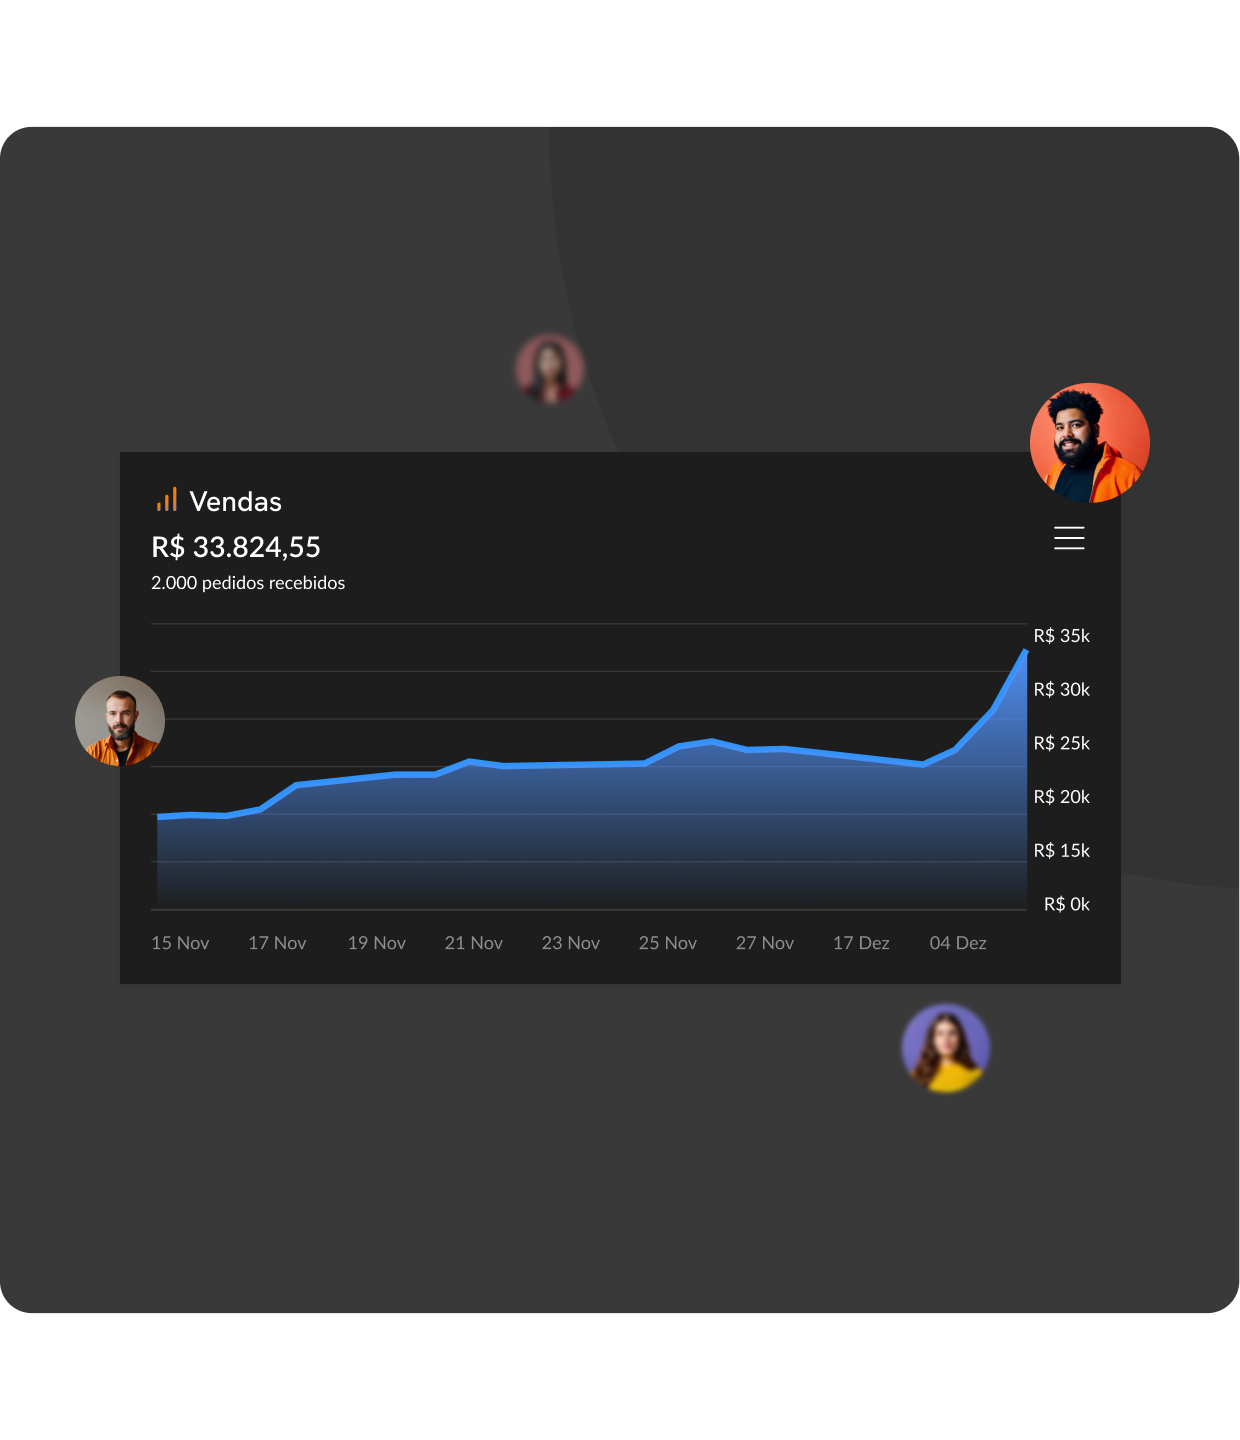 Vendas
R$ 33.824,55
2.000 pedidos recebidos
R$ 35k
R$ 30k
R$ 25k
R$ 20k
R$ 15k
R$ 0k
15 Nov 17 Nov 19 Nov 21 Nov 23 Nov 25 Nov 27 Nov 17 Dez 04 Dez